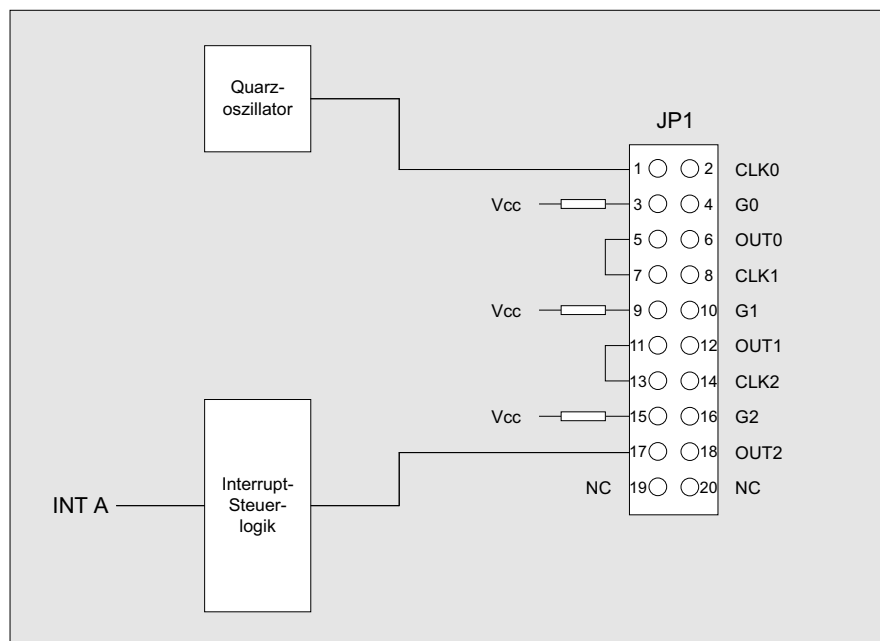 Quarz-
oszillator
JP1
1 2 CLK0
Vcc 3 4 G0
5 6 OUT0
7 8 CLK1
Vcc 9 10 G1
11 12 OUT1
13 14 CLK2
Vcc 15 16 G2
17 18 OUT2
NC 19 20 NC
INT A
Interrupt-
Steuer-
logik